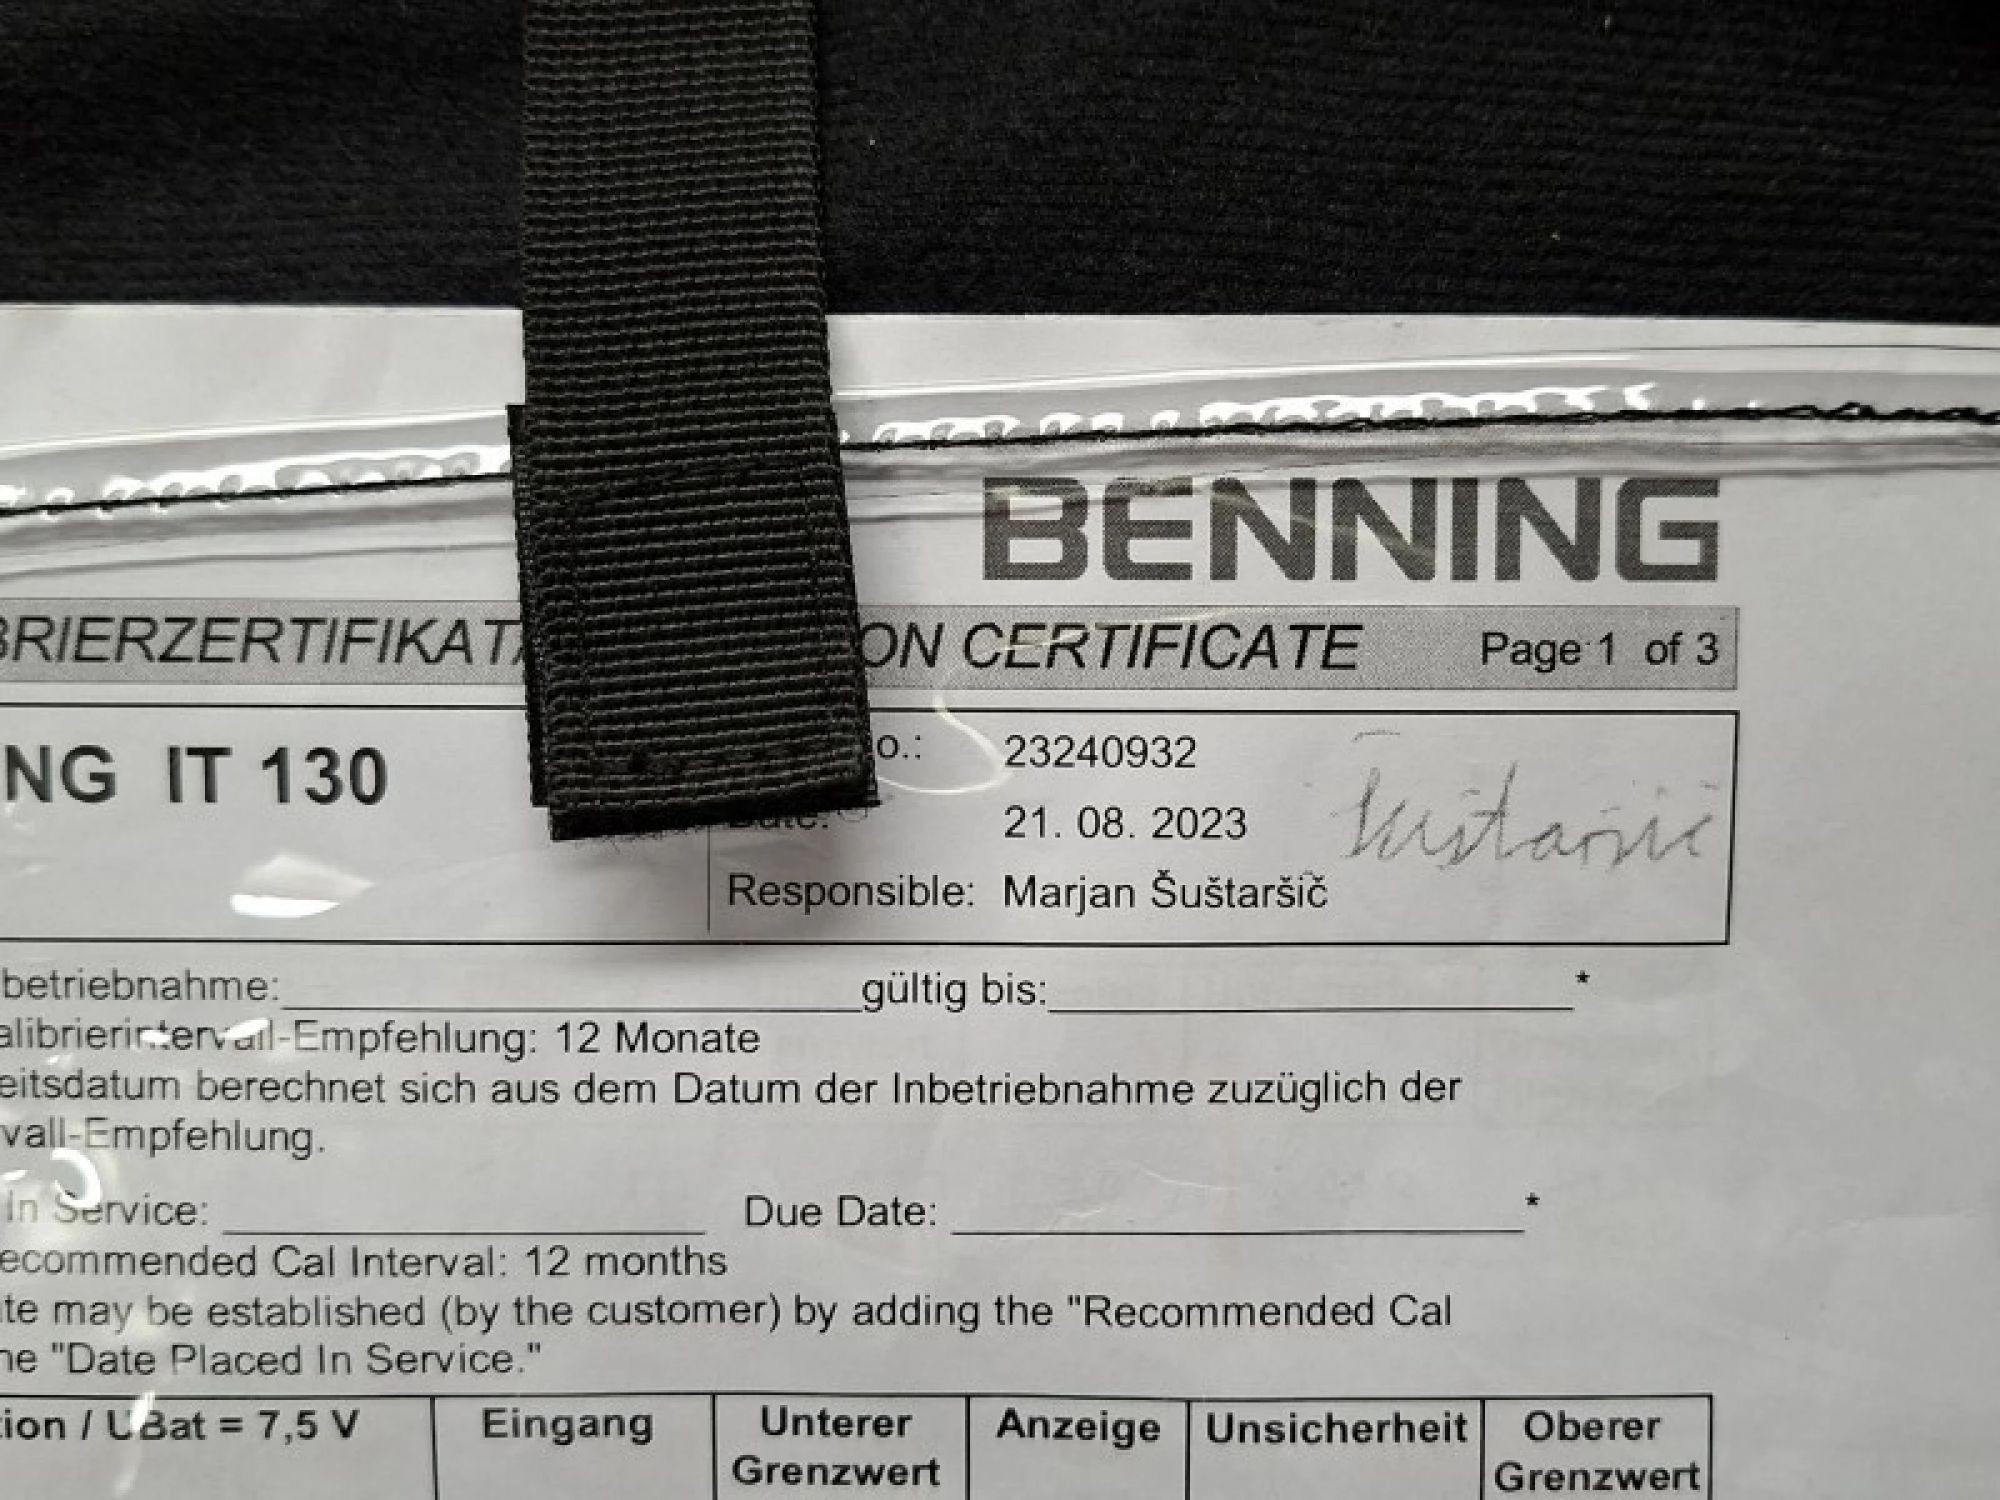 BENNING
BRIERZERTIFIKAT ON CERTIFICATE Page 1 of 3
NG IT 130
o.: 23240932
Date: 21. 08. 2023
Šuštaršič
Responsible: Marjan Šuštaršič
betriebnahme: gültig bis: *
alibrierintervall-Empfehlung: 12 Monate
eitsdatum berechnet sich aus dem Datum der Inbetriebnahme zuzüglich der
vall-Empfehlung.
In Service: Due Date: *
ecommended Cal Interval: 12 months
te may be established (by the customer) by adding the "Recommended Cal
he "Date Placed In Service."
tion / UBat = 7,5 V Eingang Unterer Grenzwert Anzeige Unsicherheit Oberer Grenzwert